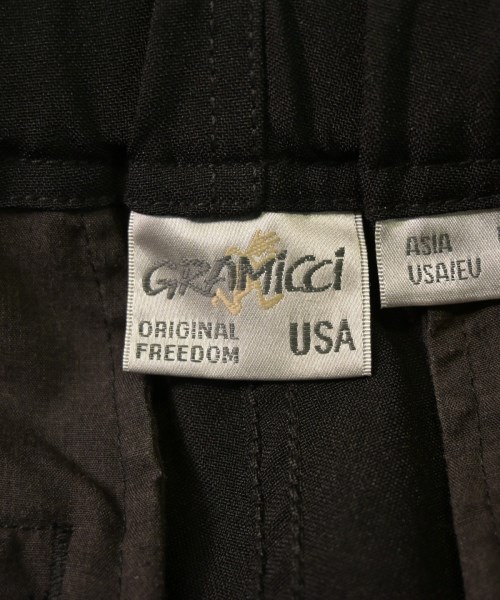 GRAMICCI
ORIGINAL
FREEDOM
USA
ASIA
USA/EU